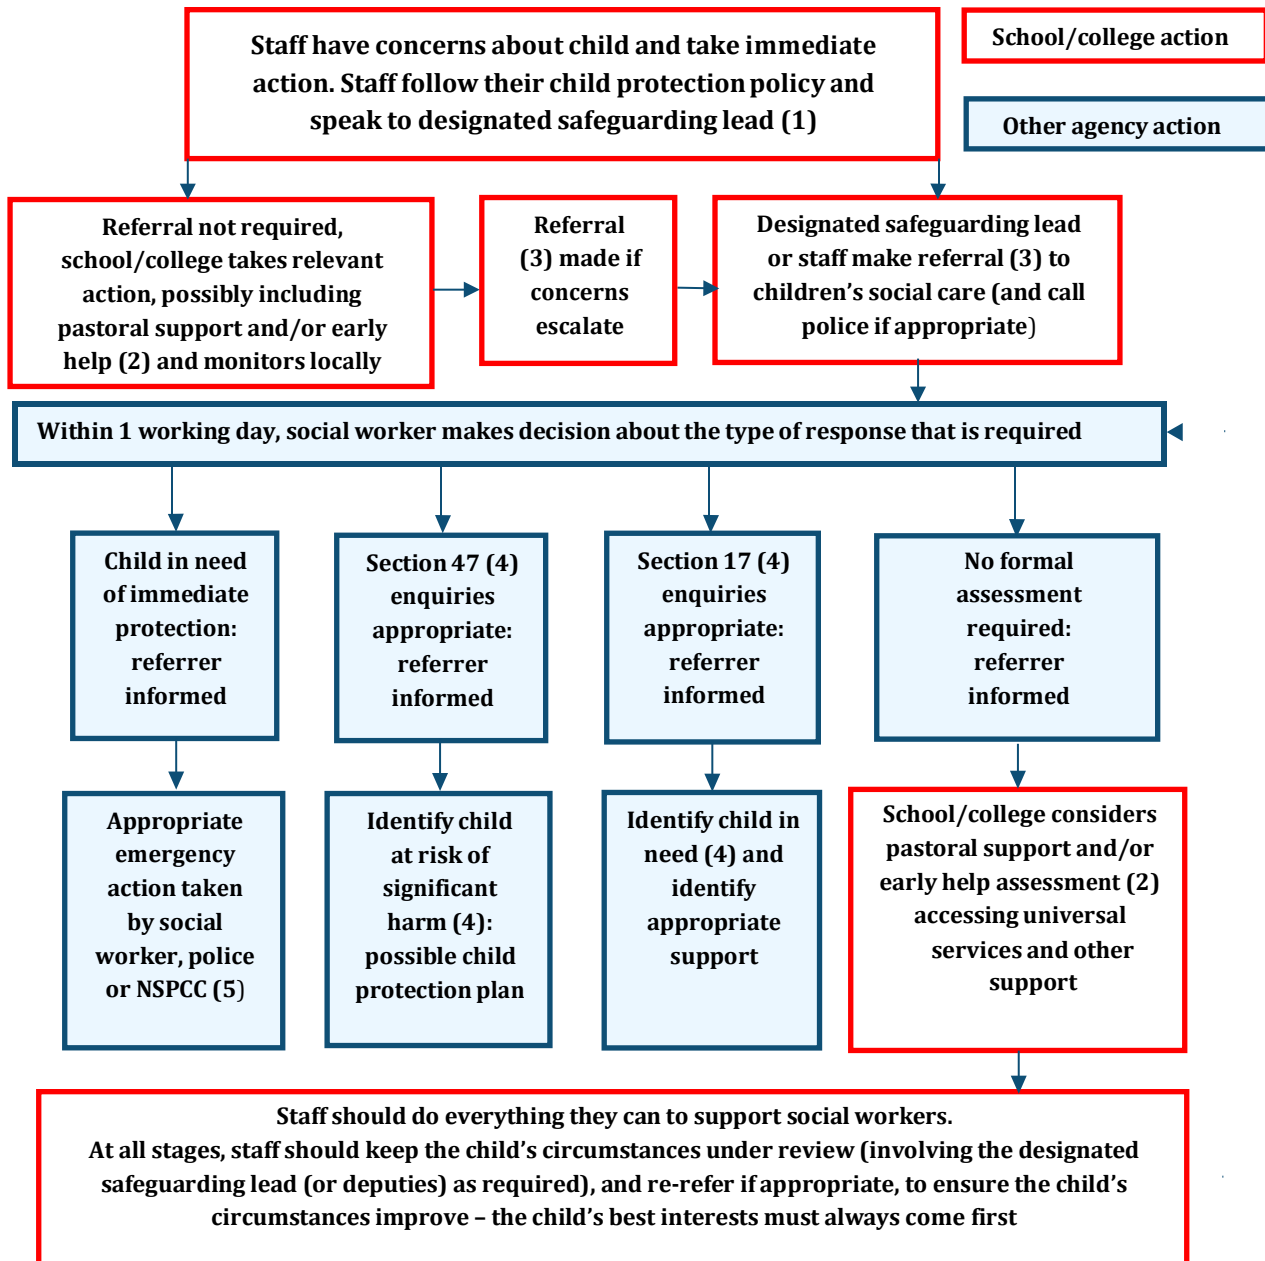 Staff have concerns about child and take immediate
action. Staff follow their child protection policy and
speak to designated safeguarding lead (1)
School/college action
Other agency action
Referral not required,
school/college takes relevant
action, possibly including
pastoral support and/or early
help (2) and monitors locally
Referral
(3) made if
concerns
escalate
Designated safeguarding lead
or staff make referral (3) to
children’s social care (and call
police if appropriate)
Within 1 working day, social worker makes decision about the type of response that is required
Child in need
of immediate
protection:
referrer
informed
Section 47 (4)
enquiries
appropriate:
referrer
informed
Section 17 (4)
enquiries
appropriate:
referrer
informed
No formal
assessment
required:
referrer
informed
Appropriate
emergency
action taken
by social
worker, police
or NSPCC (5)
Identify child
at risk of
significant
harm (4):
possible child
protection plan
Identify child in
need (4) and
identify
appropriate
support
School/college considers
pastoral support and/or
early help assessment (2)
accessing universal
services and other
support
Staff should do everything they can to support social workers.
At all stages, staff should keep the child’s circumstances under review (involving the designated
safeguarding lead (or deputies) as required), and re-refer if appropriate, to ensure the child’s
circumstances improve – the child’s best interests must always come first